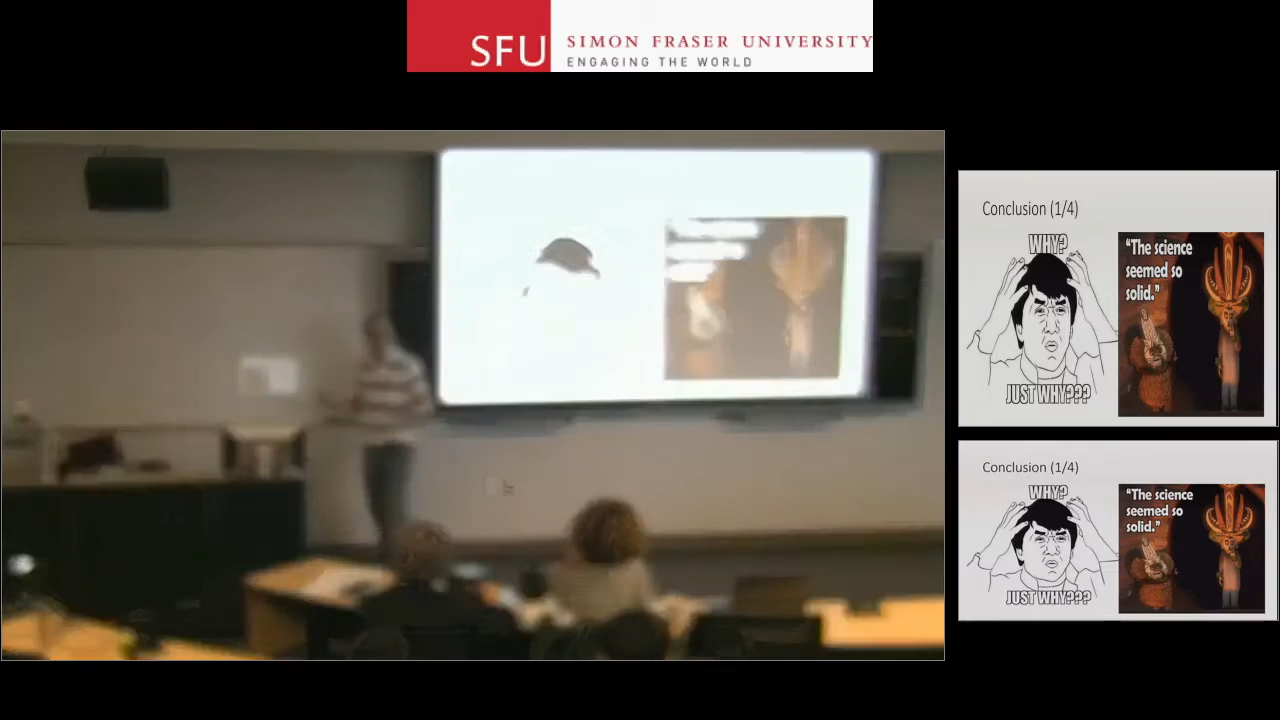 SFU
SIMON FRASER UNIVERSITY
ENGAGING THE WORLD
Conclusion (1/4)
WHY?
"The science
seemed so
solid."
JUST WHY???
Conclusion (1/4)
WHY?
"The science
seemed so
solid."
JUST WHY???